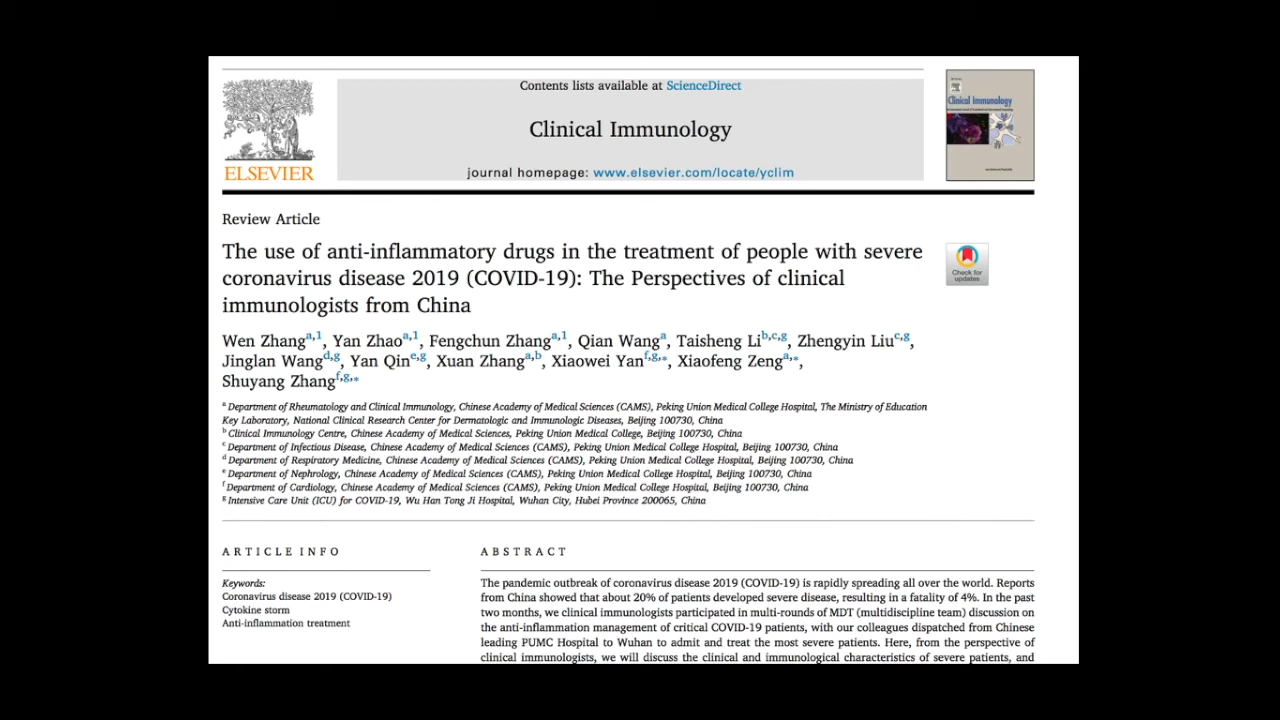 Contents lists available at ScienceDirect
Clinical Immunology
journal homepage: www.elsevier.com/locate/yclim
ELSEVIER
Clinical Immunology
Review Article
The use of anti-inflammatory drugs in the treatment of people with severe
coronavirus disease 2019 (COVID-19): The Perspectives of clinical
immunologists from China
Check for
updates
Wen Zhang a,1, Yan Zhao a,1, Fengchun Zhang a,1, Qian Wang a, Taisheng Li b,c,g, Zhengyin Liu c,g,
Jinglan Wang d,g, Yan Qin e,g, Xuan Zhang a,b, Xiaowei Yan f,g,*, Xiaofeng Zeng a,*,
Shuyang Zhang f,g,*
a Department of Rheumatology and Clinical Immunology, Chinese Academy of Medical Sciences (CAMS), Peking Union Medical College Hospital, The Ministry of Education
Key Laboratory, National Clinical Research Center for Dermatologic and Immunologic Diseases, Beijing 100730, China
b Clinical Immunology Centre, Chinese Academy of Medical Sciences, Peking Union Medical College, Beijing 100730, China
c Department of Infectious Disease, Chinese Academy of Medical Sciences (CAMS), Peking Union Medical College Hospital, Beijing 100730, China
d Department of Respiratory Medicine, Chinese Academy of Medical Sciences (CAMS), Peking Union Medical College Hospital, Beijing 100730, China
e Department of Nephrology, Chinese Academy of Medical Sciences (CAMS), Peking Union Medical College Hospital, Beijing 100730, China
f Department of Cardiology, Chinese Academy of Medical Sciences (CAMS), Peking Union Medical College Hospital, Beijing 100730, China
g Intensive Care Unit (ICU) for COVID-19, Wu Han Tong Ji Hospital, Wuhan City, Hubei Province 200065, China
ARTICLE INFO
Keywords:
Coronavirus disease 2019 (COVID-19)
Cytokine storm
Anti-inflammation treatment
ABSTRACT
The pandemic outbreak of coronavirus disease 2019 (COVID-19) is rapidly spreading all over the world. Reports
from China showed that about 20% of patients developed severe disease, resulting in a fatality of 4%. In the past
two months, we clinical immunologists participated in multi-rounds of MDT (multidiscipline team) discussion on
the anti-inflammation management of critical COVID-19 patients, with our colleagues dispatched from Chinese
leading PUMC Hospital to Wuhan to admit and treat the most severe patients. Here, from the perspective of
clinical immunologists, we will discuss the clinical and immunological characteristics of severe patients, and